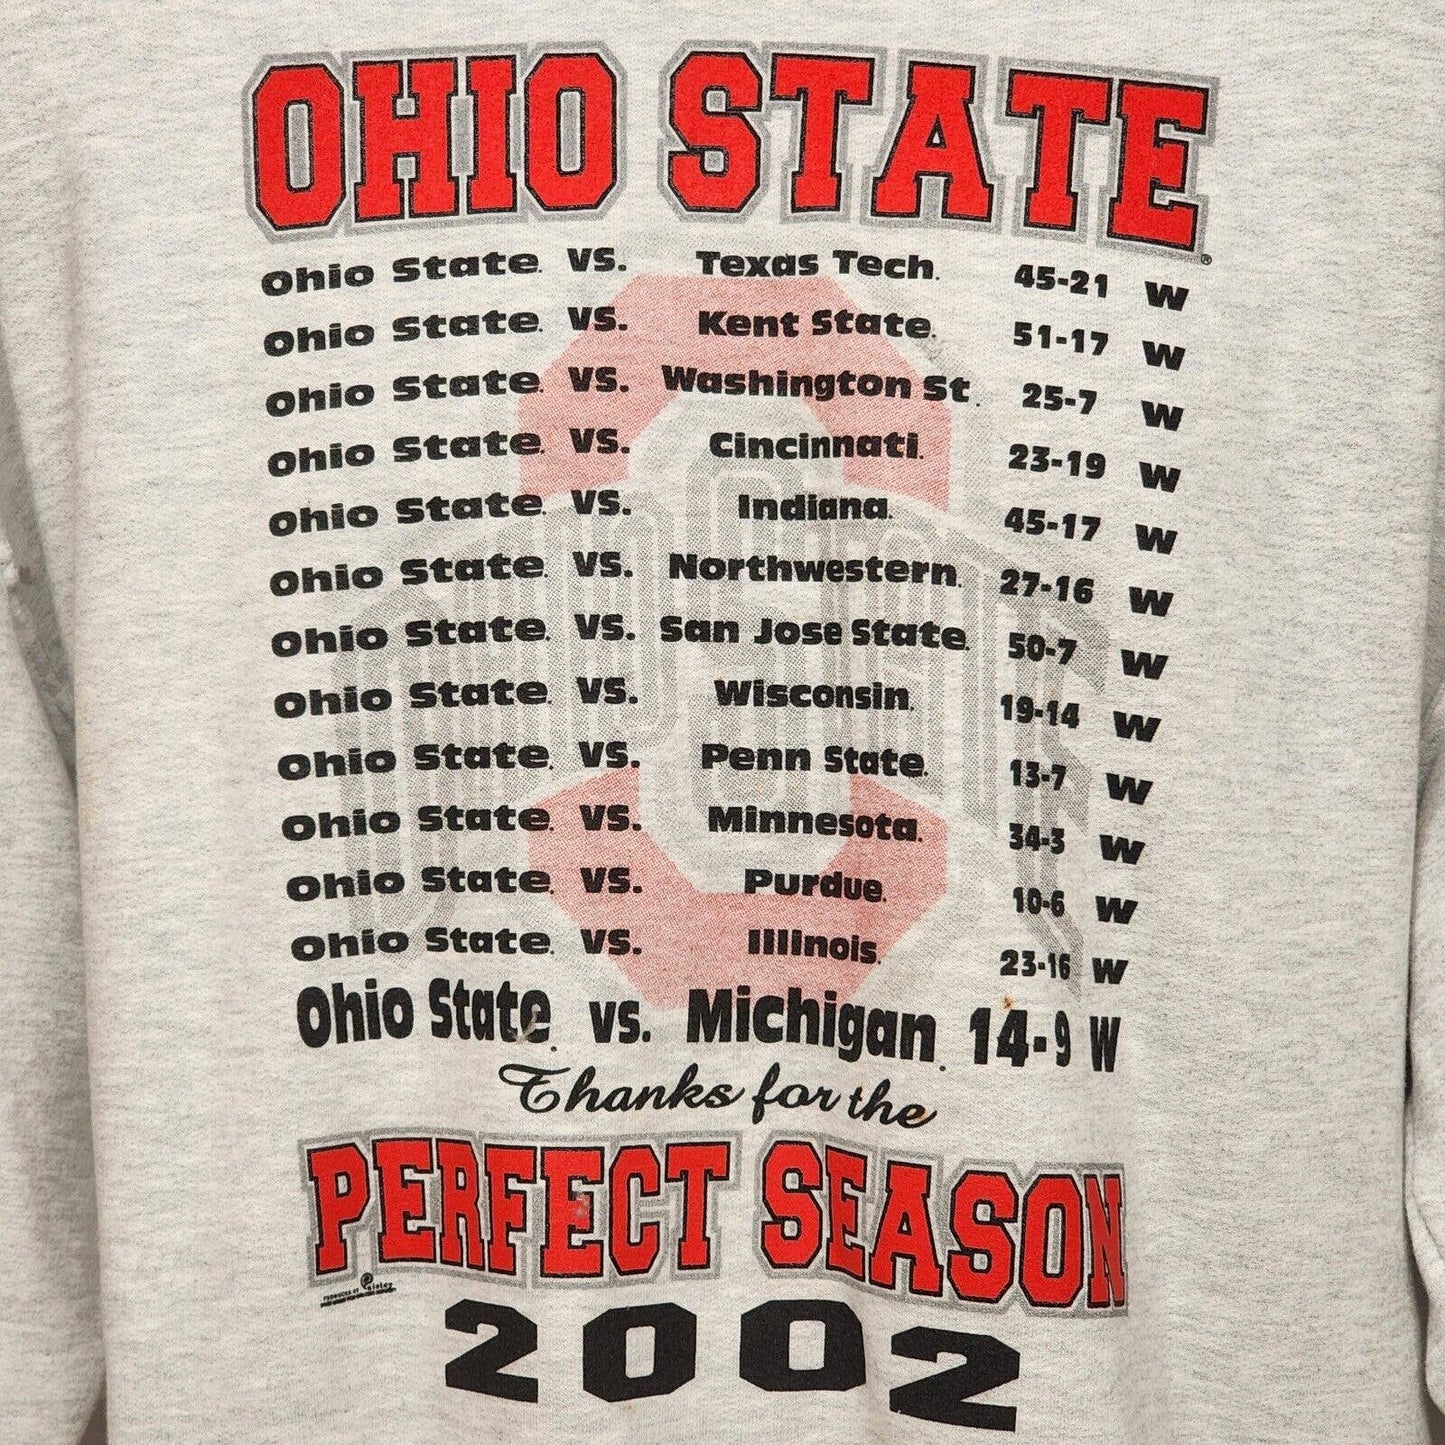 OHIO STATE®
Ohio State. VS. Texas Tech. 45-21 W
Ohio State. VS. Kent State. 51-17 W
Ohio State. VS. Washington St. 25-7 W
Ohio State. VS. Cincinnati. 23-19 W
Ohio State. VS. Indiana. 45-17 W
Ohio State. VS. Northwestern. 27-16 W
Ohio State. VS. San Jose State. 50-7 W
Ohio State. VS. Wisconsin. 19-14 W
Ohio State. VS. Penn State. 13-7 W
Ohio State. VS. Minnesota. 34-3 W
Ohio State. VS. Purdue. 10-6 W
Ohio State. VS. Illinois. 23-16 W
Ohio State. vs. Michigan. 14-9 W
Thanks for the
PERFECT SEASON
PRODUCED BY
2002